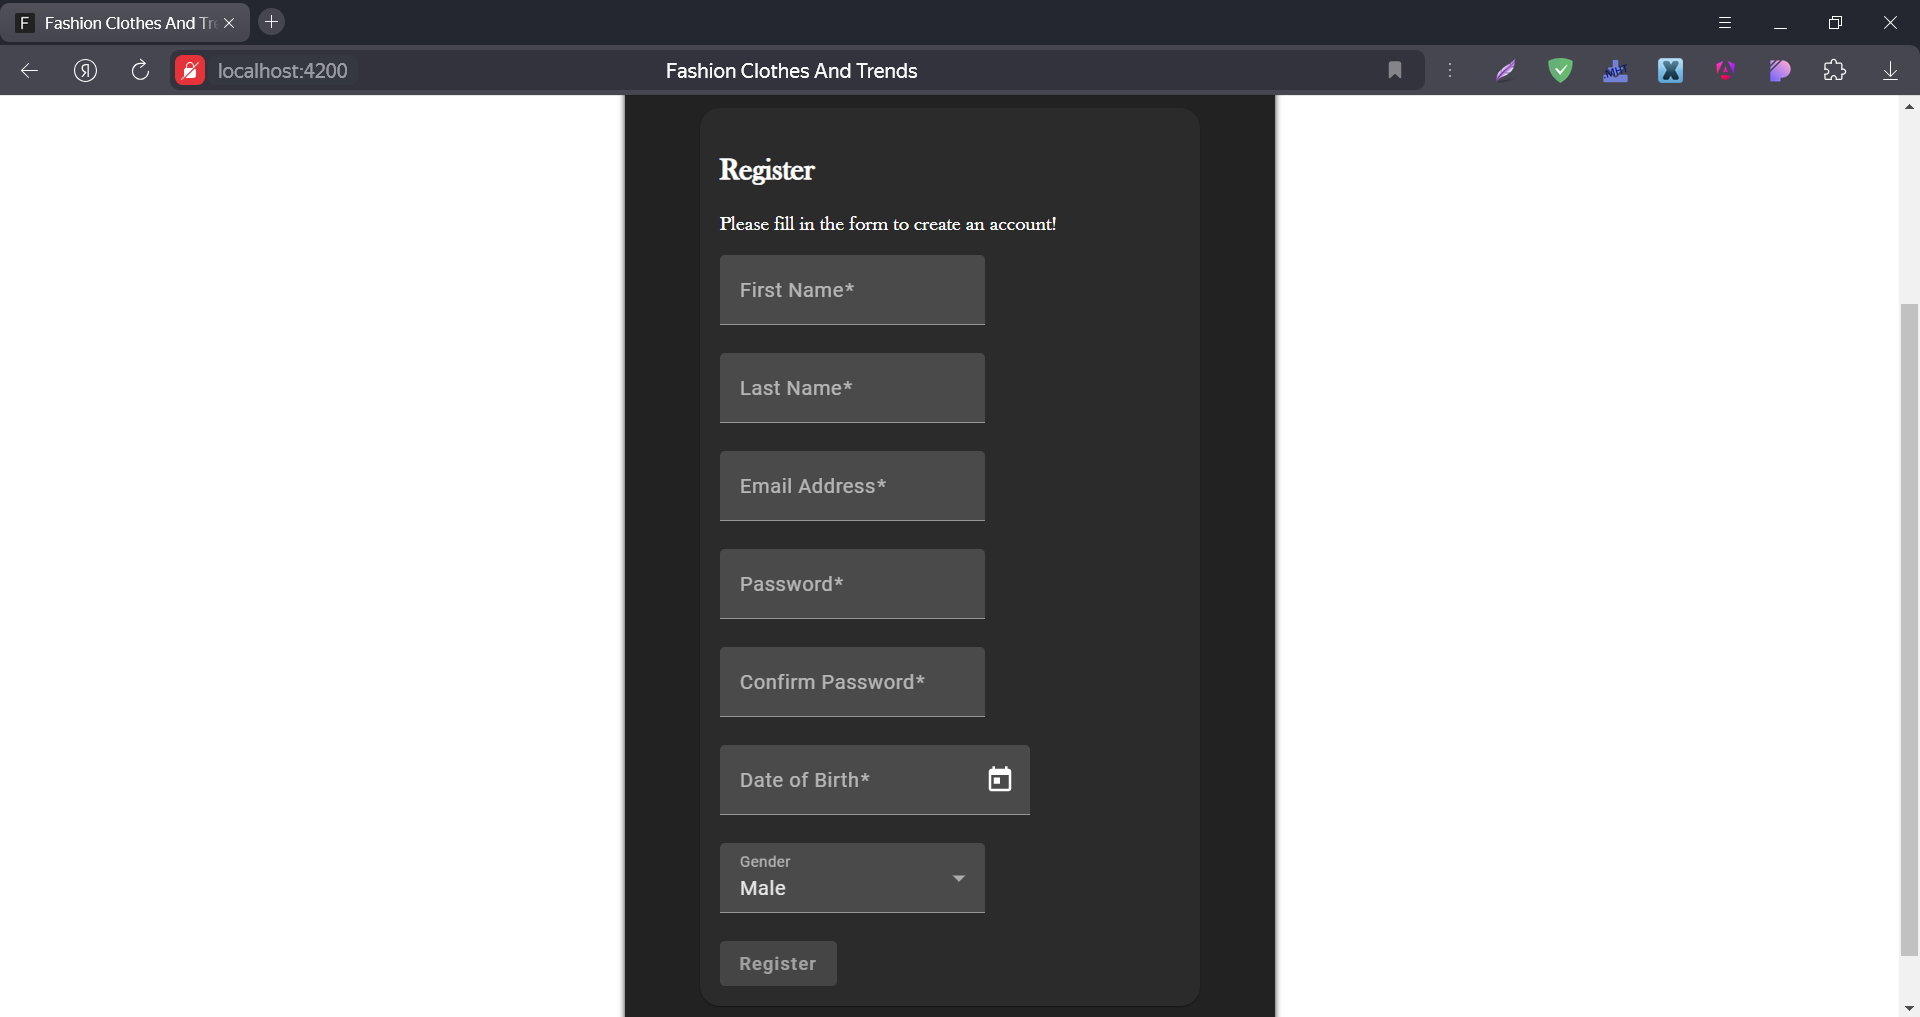 F Fashion Clothes And Tr
Я localhost:4200 Fashion Clothes And Trends
Register
Please fill in the form to create an account!
First Name*
Last Name*
Email Address*
Password*
Confirm Password*
Date of Birth*
Gender
Male
Register